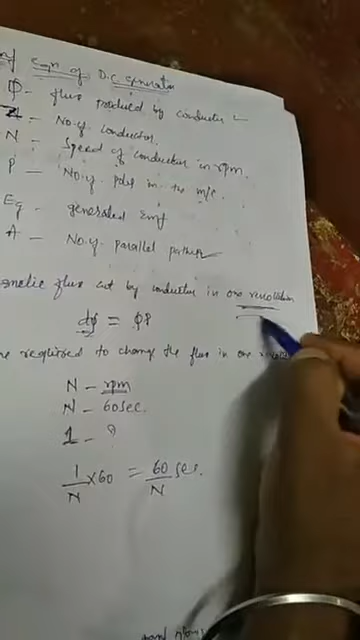 Eqn of D.C generator
Φ - flux produced by conductor
Z - No.of conductor.
N - Speed of conductor in rpm.
P - No.of pole in the m/c.
Eg - generated Emf
A - No.of parallel path
flux cut by conductor in one revolution
dϕ = ϕP
required to change the flux in one
N - rpm
N - 60sec.
1 - ?
1/N ×60 = 60/N sec.